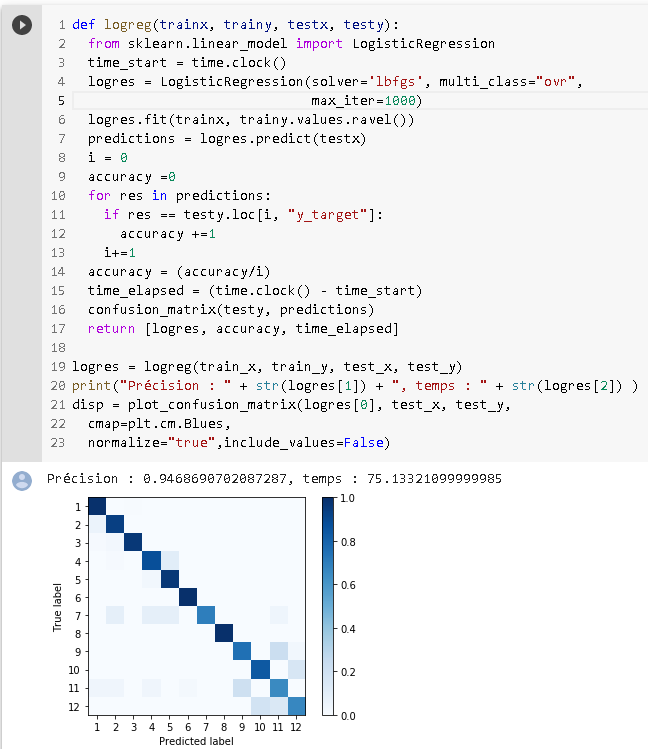 1 def logreg(trainx, trainy, testx, testy):
2 from sklearn.linear_model import LogisticRegression
3 time_start = time.clock()
4 logres = LogisticRegression(solver='lbfgs', multi_class="ovr",
5 max_iter=1000)
6 logres.fit(trainx, trainy.values.ravel())
7 predictions = logres.predict(testx)
8 i = 0
9 accuracy =0
10 for res in predictions:
11 if res == testy.loc[i, "y_target"]:
12 accuracy +=1
13 i+=1
14 accuracy = (accuracy/i)
15 time_elapsed = (time.clock() - time_start)
16 confusion_matrix(testy, predictions)
17 return [logres, accuracy, time_elapsed]
18
19 logres = logreg(train_x, train_y, test_x, test_y)
20 print("Précision : " + str(logres[1]) + ", temps : " + str(logres[2]) )
21 disp = plot_confusion_matrix(logres[0], test_x, test_y,
22 cmap=plt.cm.Blues,
23 normalize="true",include_values=False)
Précision : 0.9468690702087287, temps : 75.13321099999985
1
2
3
4
5
6
7
8
9
10
11
12
True label
1 2 3 4 5 6 7 8 9 10 11 12
Predicted label
1.0
0.8
0.6
0.4
0.2
0.0